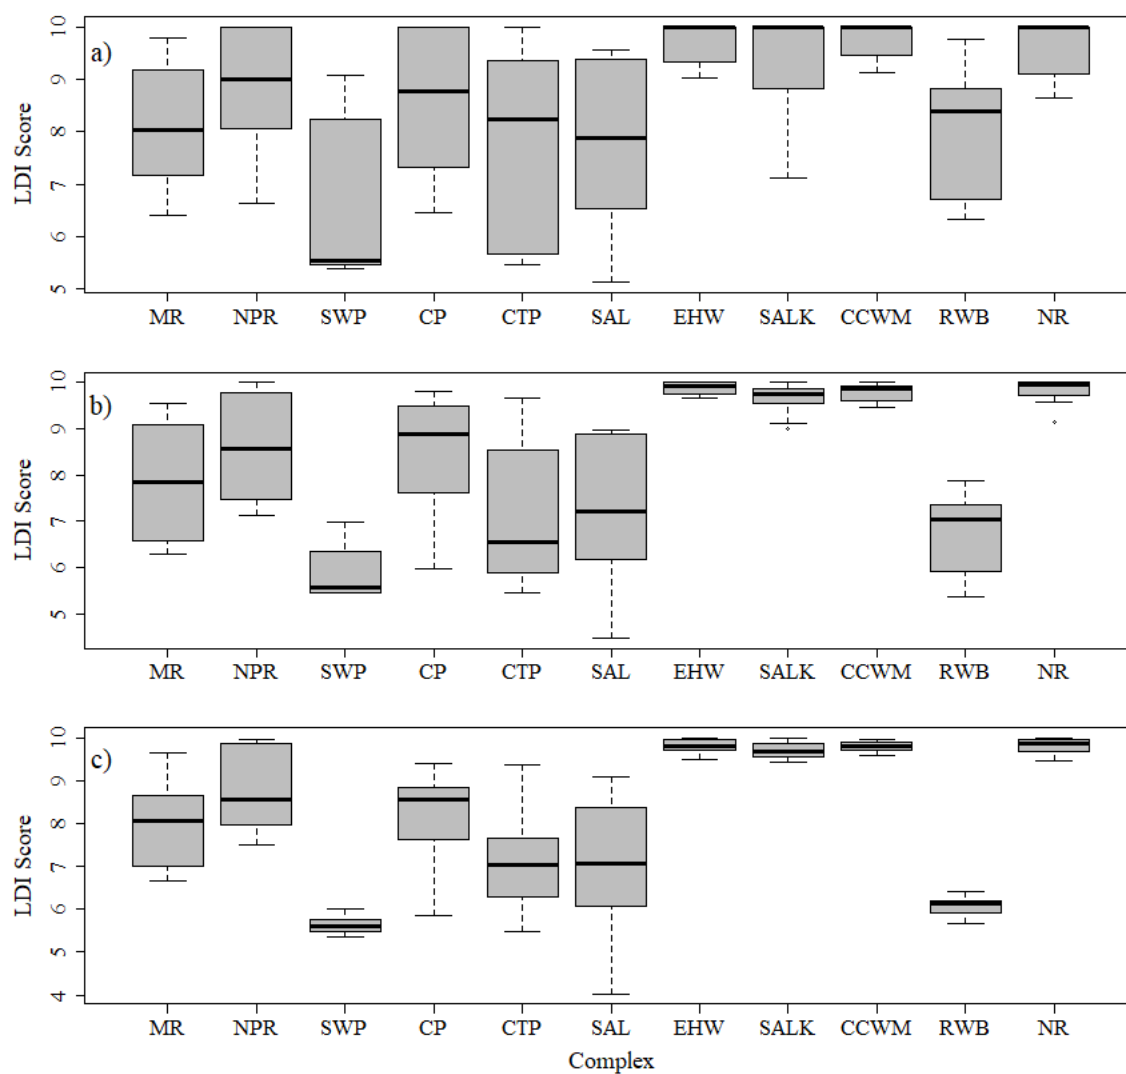 a)
LDI Score
10
9
8
7
6
5
MR NPR SWP CP CTP SAL EHW SALK CCWM RWB NR
b)
LDI Score
10
9
8
7
6
5
MR NPR SWP CP CTP SAL EHW SALK CCWM RWB NR
c)
LDI Score
10
9
8
7
6
5
4
MR NPR SWP CP CTP SAL EHW SALK CCWM RWB NR
Complex